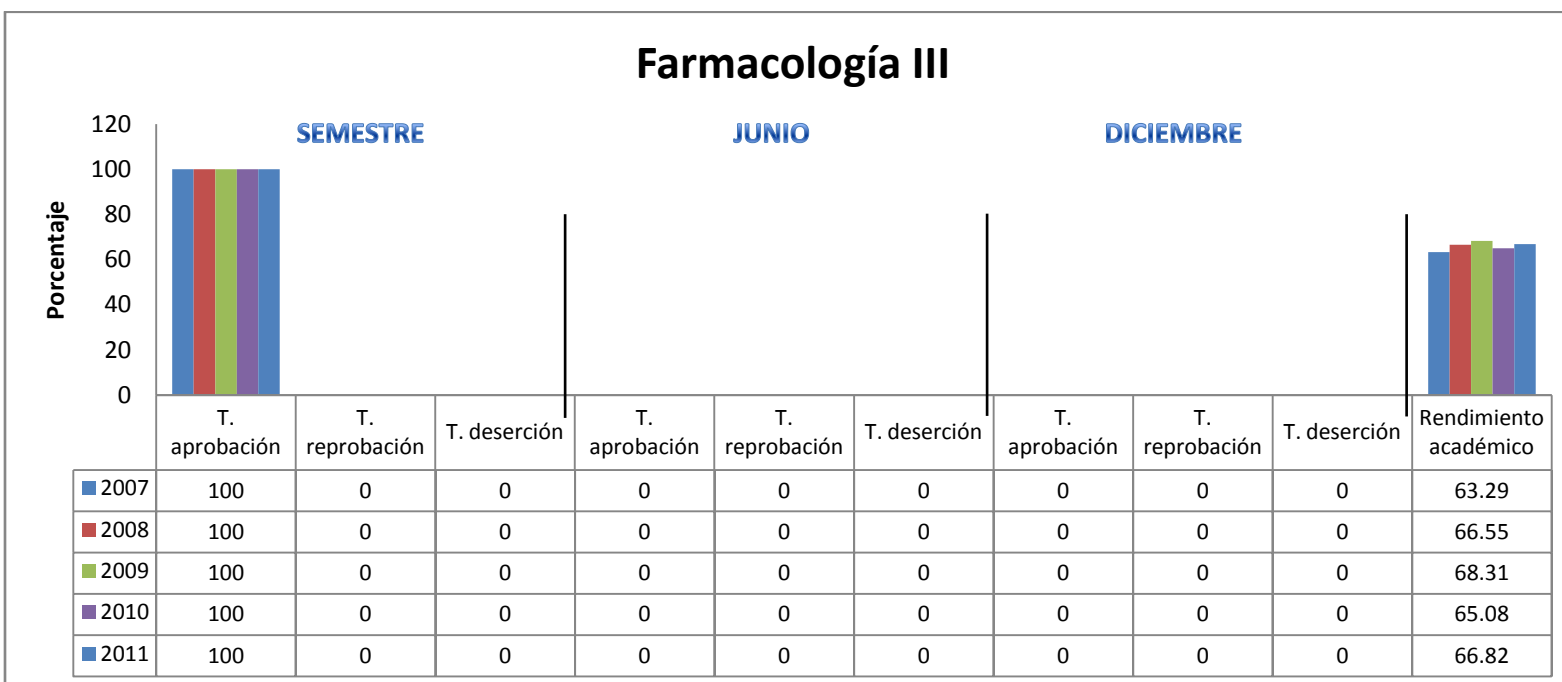 Farmacología III
SEMESTRE JUNIO DICIEMBRE
Porcentaje
120
100
80
60
40
20
0
T. aprobación T. reprobación T. deserción T. aprobación T. reprobación T. deserción T. aprobación T. reprobación T. deserción Rendimiento académico
2007 100 0 0 0 0 0 0 0 0 63.29
2008 100 0 0 0 0 0 0 0 0 66.55
2009 100 0 0 0 0 0 0 0 0 68.31
2010 100 0 0 0 0 0 0 0 0 65.08
2011 100 0 0 0 0 0 0 0 0 66.82